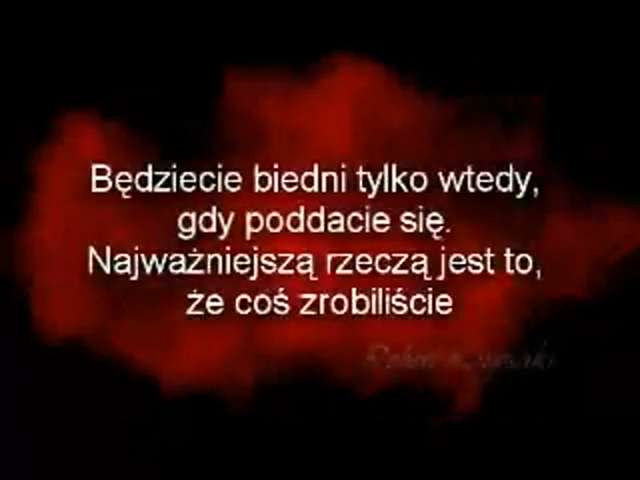 Będziecie biedni tylko wtedy,
gdy poddacie się.
Najważniejszą rzeczą jest to,
że coś zrobiliście